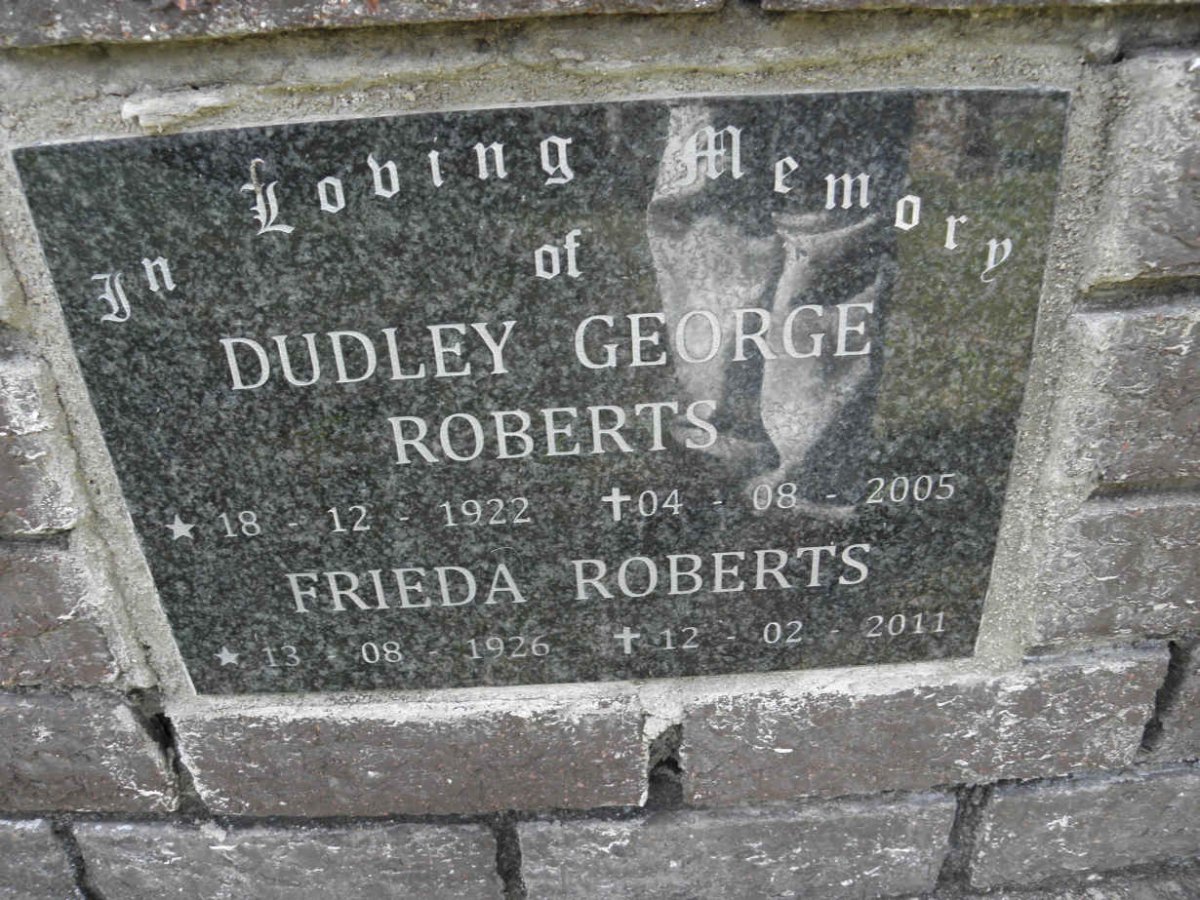 In Loving Memory
of
DUDLEY GEORGE
ROBERTS
★ 18 - 12 - 1922 ✝04 - 08 - 2005
FRIEDA ROBERTS
★ 13 - 08 - 1926 ✝ 12 - 02 - 2011